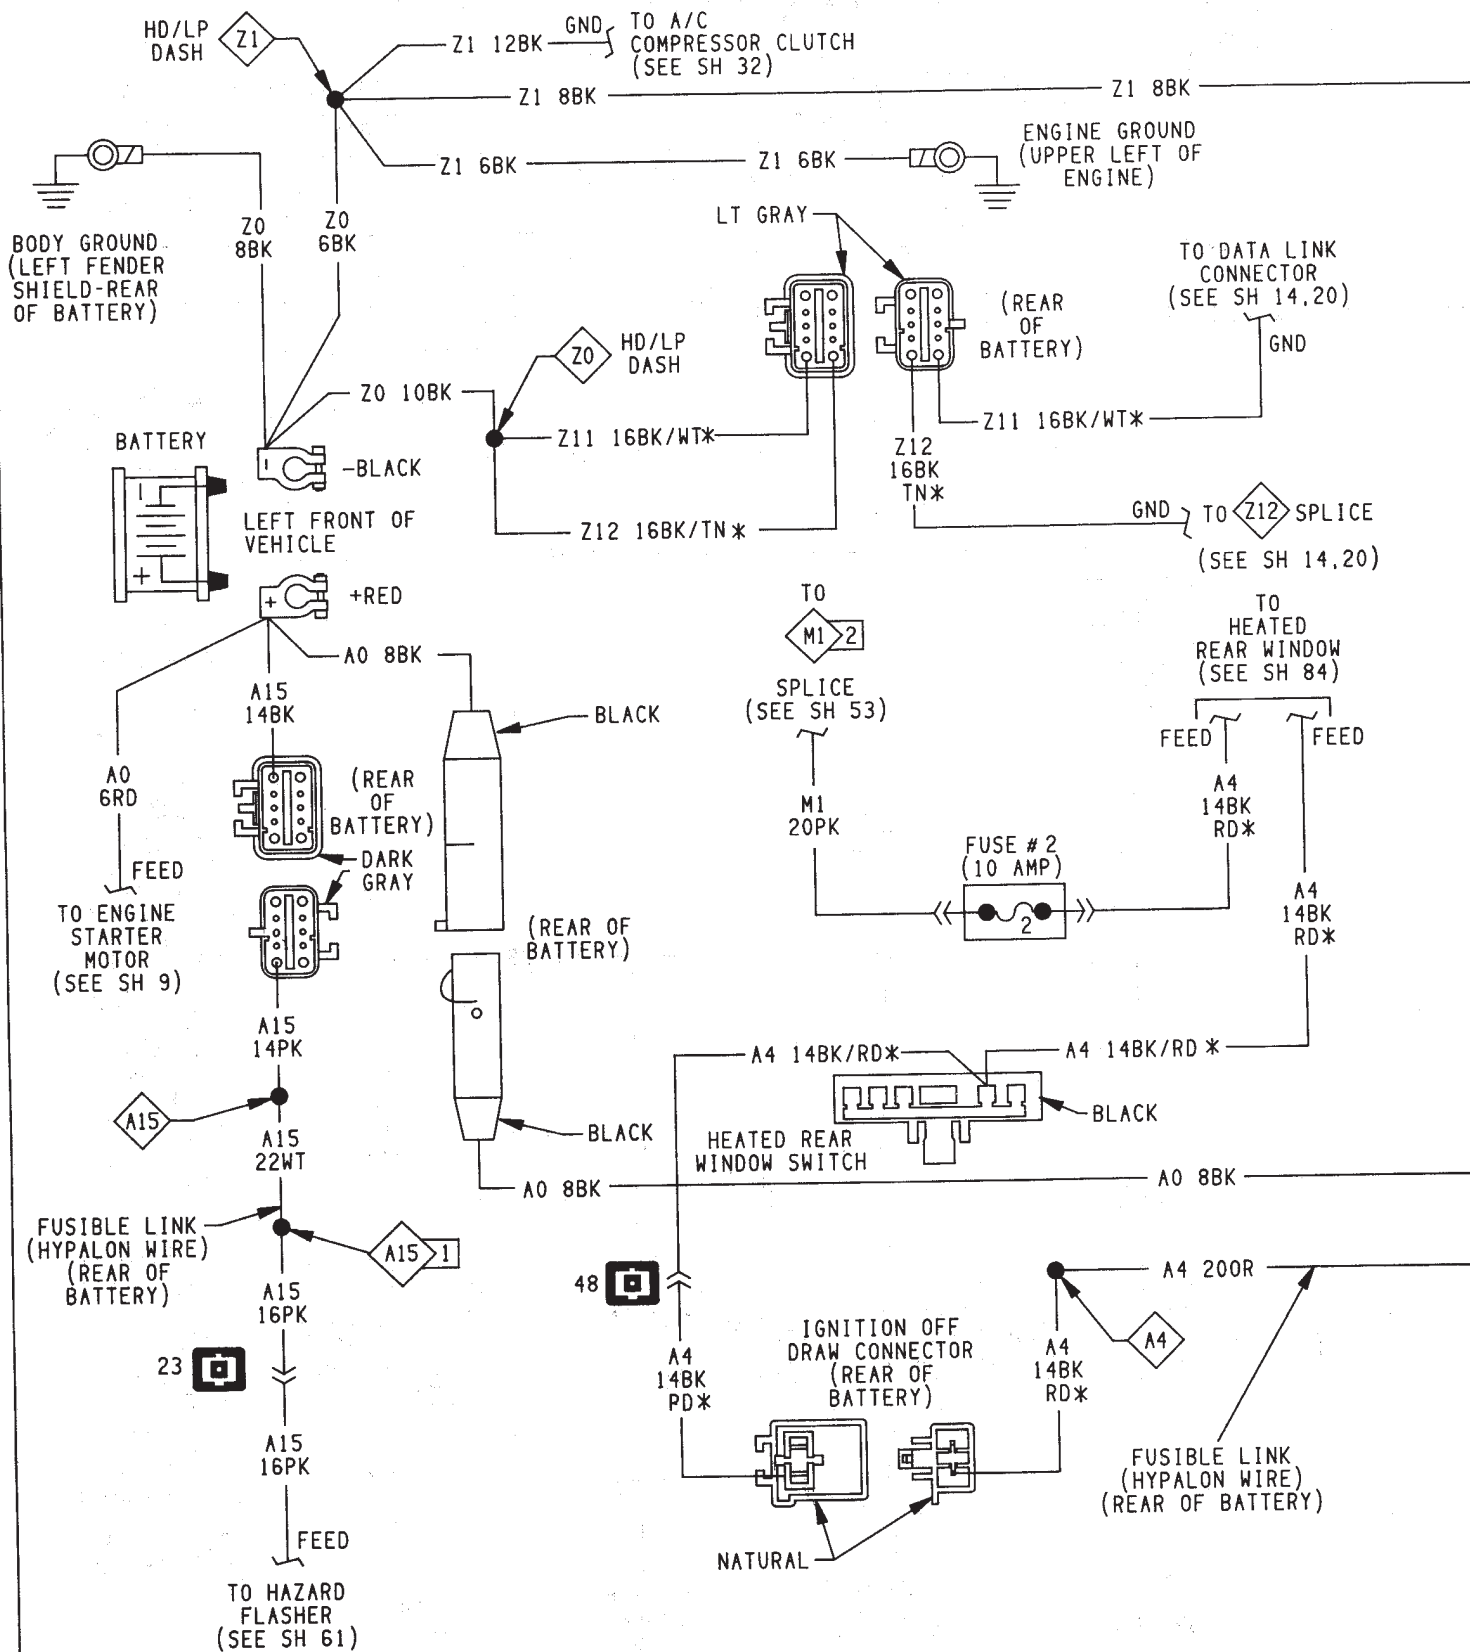 HD/LP
DASH
Z1
Z1 12BK
GND
TO A/C
COMPRESSOR CLUTCH
(SEE SH 32)
Z1 8BK
Z1 8BK
Z1 6BK
Z1 6BK
ENGINE GROUND
(UPPER LEFT OF
ENGINE)
BODY GROUND
(LEFT FENDER
SHIELD-REAR
OF BATTERY)
Z0
8BK
Z0
6BK
LT GRAY
(REAR
OF
BATTERY)
TO DATA LINK
CONNECTOR
(SEE SH 14,20)
GND
Z0
HD/LP
DASH
Z0 10BK
Z11 16BK/WT*
Z11 16BK/WT*
Z12
16BK
TN*
Z12 16BK/TN*
GND
TO Z12 SPLICE
(SEE SH 14,20)
BATTERY
-
+
-
-BLACK
LEFT FRONT OF
VEHICLE
+
+RED
A0 8BK
A15
14BK
BLACK
A0
6RD
FEED
TO ENGINE
STARTER
MOTOR
(SEE SH 9)
(REAR
OF
BATTERY)
DARK
GRAY
(REAR OF
BATTERY)
TO
M1 2
SPLICE
(SEE SH 53)
M1
20PK
FUSE #2
(10 AMP)
2
TO
HEATED
REAR WINDOW
(SEE SH 84)
FEED
FEED
A4
14BK
RD*
A4
14BK
RD*
A15
14PK
A15
A15
22WT
FUSIBLE LINK
(HYPALON WIRE)
(REAR OF
BATTERY)
A15 1
A15
16PK
23
A15
16PK
FEED
TO HAZARD
FLASHER
(SEE SH 61)
BLACK
A4 14BK/RD*
A4 14BK/RD *
BLACK
HEATED REAR
WINDOW SWITCH
A0 8BK
A0 8BK
48
A4
14BK
PD*
IGNITION OFF
DRAW CONNECTOR
(REAR OF
BATTERY)
NATURAL
A4 20OR
A4
A4
14BK
RD*
FUSIBLE LINK
(HYPALON WIRE)
(REAR OF BATTERY)